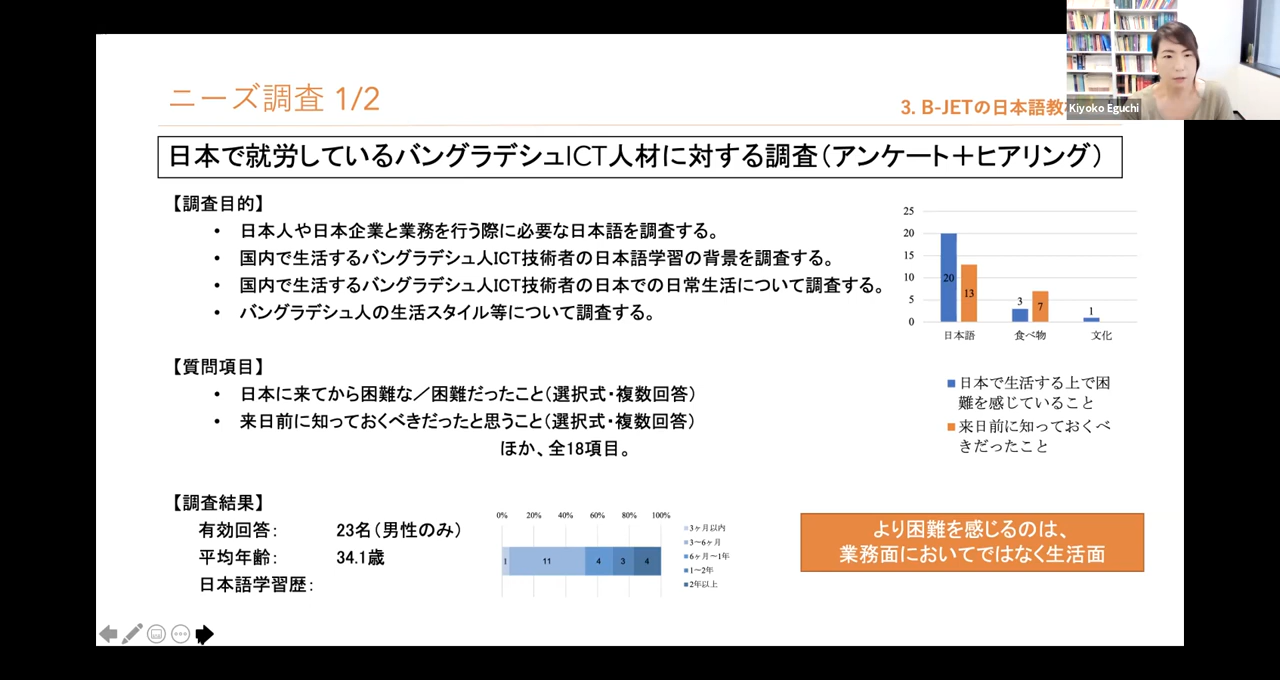 ニーズ調査 1/2
3. B-JETの日本語教
Kiyoko Eguchi
日本で就労しているバングラデシュICT人材に対する調査（アンケート＋ヒアリング）
【調査目的】
• 日本人や日本企業と業務を行う際に必要な日本語を調査する。
• 国内で生活するバングラデシュ人ICT技術者の日本語学習の背景を調査する。
• 国内で生活するバングラデシュ人ICT技術者の日本での日常生活について調査する。
• バングラデシュ人の生活スタイル等について調査する。
【質問項目】
• 日本に来てから困難な／困難だったこと（選択式・複数回答）
• 来日前に知っておくべきだったと思うこと（選択式・複数回答）
ほか、全18項目。
【調査結果】
有効回答： 23名（男性のみ）
平均年齢： 34.1歳
日本語学習歴：
0% 20% 40% 60% 80% 100%
1 11 4 3 4
3ヶ月以内
3～6ヶ月
6ヶ月～1年
1～2年
2年以上
25
20
15
10
5
0
20 13 3 7 1
日本語 食べ物 文化
日本で生活する上で困
難を感じていること
来日前に知っておくべ
きだったこと
より困難を感じるのは、
業務面においてではなく生活面